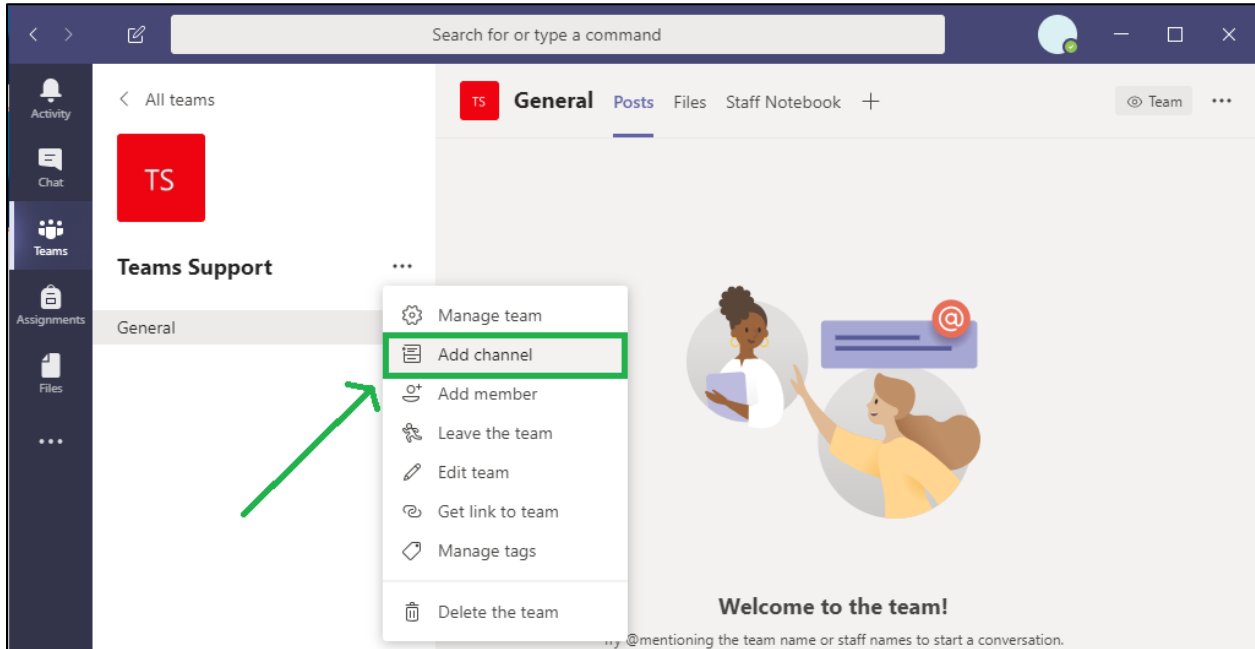 Search for or type a command
Activity
Chat
Teams
Assignments
Files
All teams
TS
Teams Support
General
Manage team
Add channel
Add member
Leave the team
Edit team
Get link to team
Manage tags
Delete the team
TS General Posts Files Staff Notebook
Team
@
Welcome to the team!
Try @mentioning the team name or staff names to start a conversation.